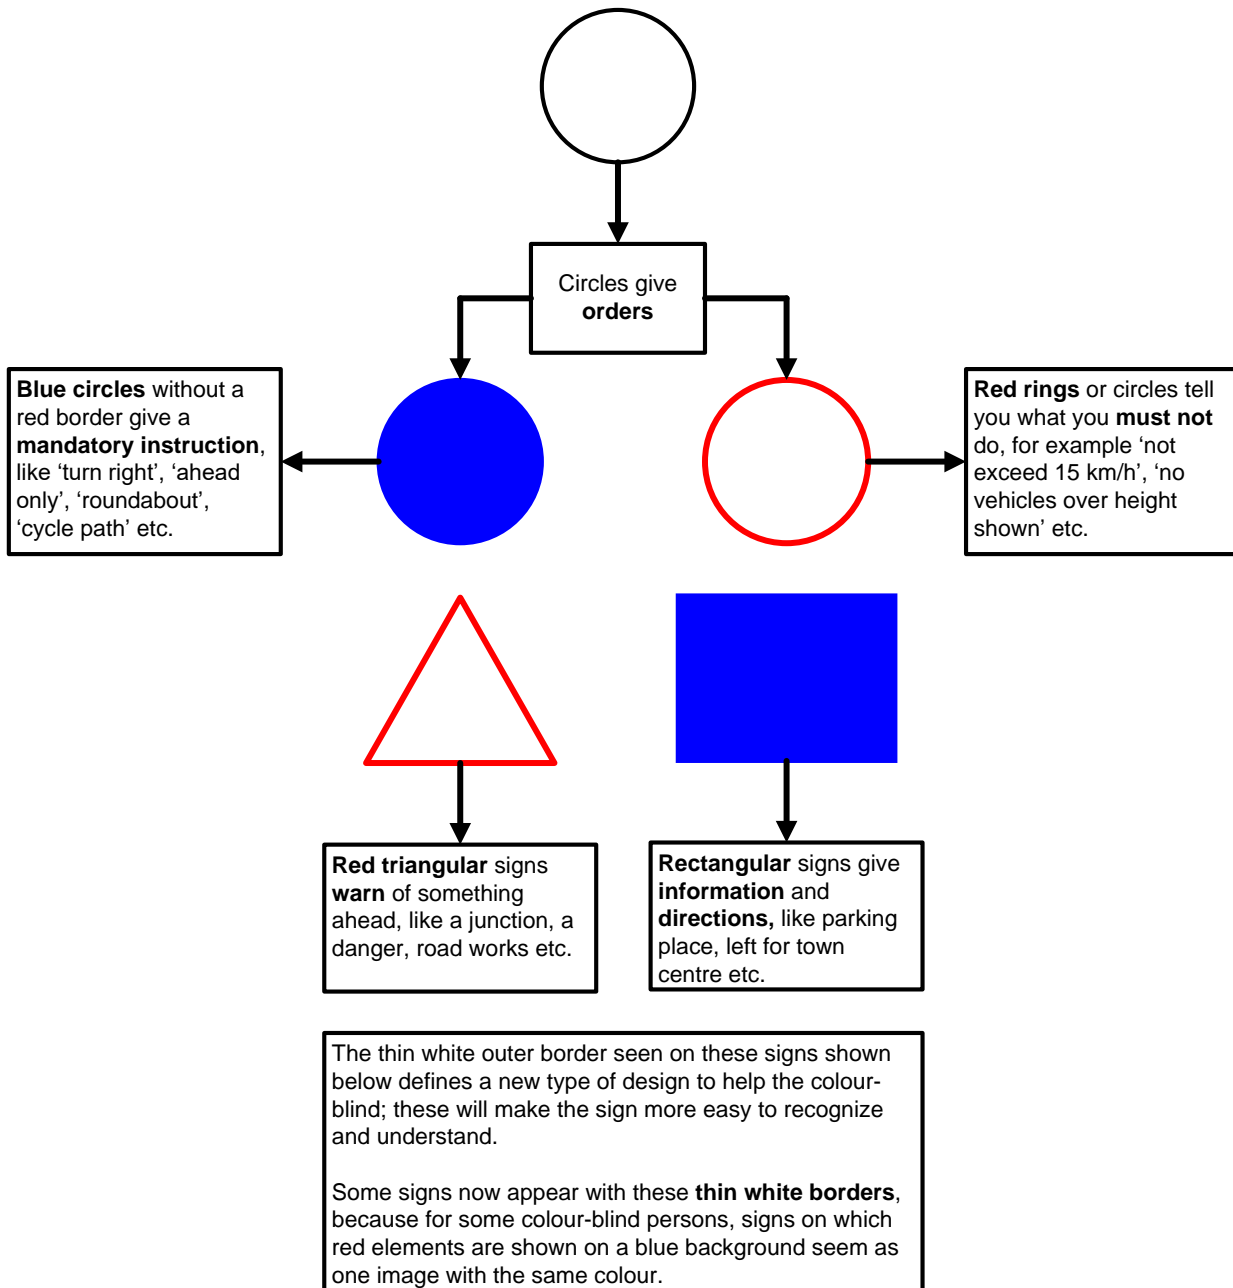 Circles give
orders
Blue circles without a
red border give a
mandatory instruction,
like ‘turn right’, ‘ahead
only’, ‘roundabout’,
‘cycle path’ etc.
Red rings or circles tell
you what you must not
do, for example ‘not
exceed 15 km/h’, ‘no
vehicles over height
shown’ etc.
Red triangular signs
warn of something
ahead, like a junction, a
danger, road works etc.
Rectangular signs give
information and
directions, like parking
place, left for town
centre etc.
The thin white outer border seen on these signs shown
below defines a new type of design to help the colour-
blind; these will make the sign more easy to recognize
and understand.
Some signs now appear with these thin white borders,
because for some colour-blind persons, signs on which
red elements are shown on a blue background seem as
one image with the same colour.